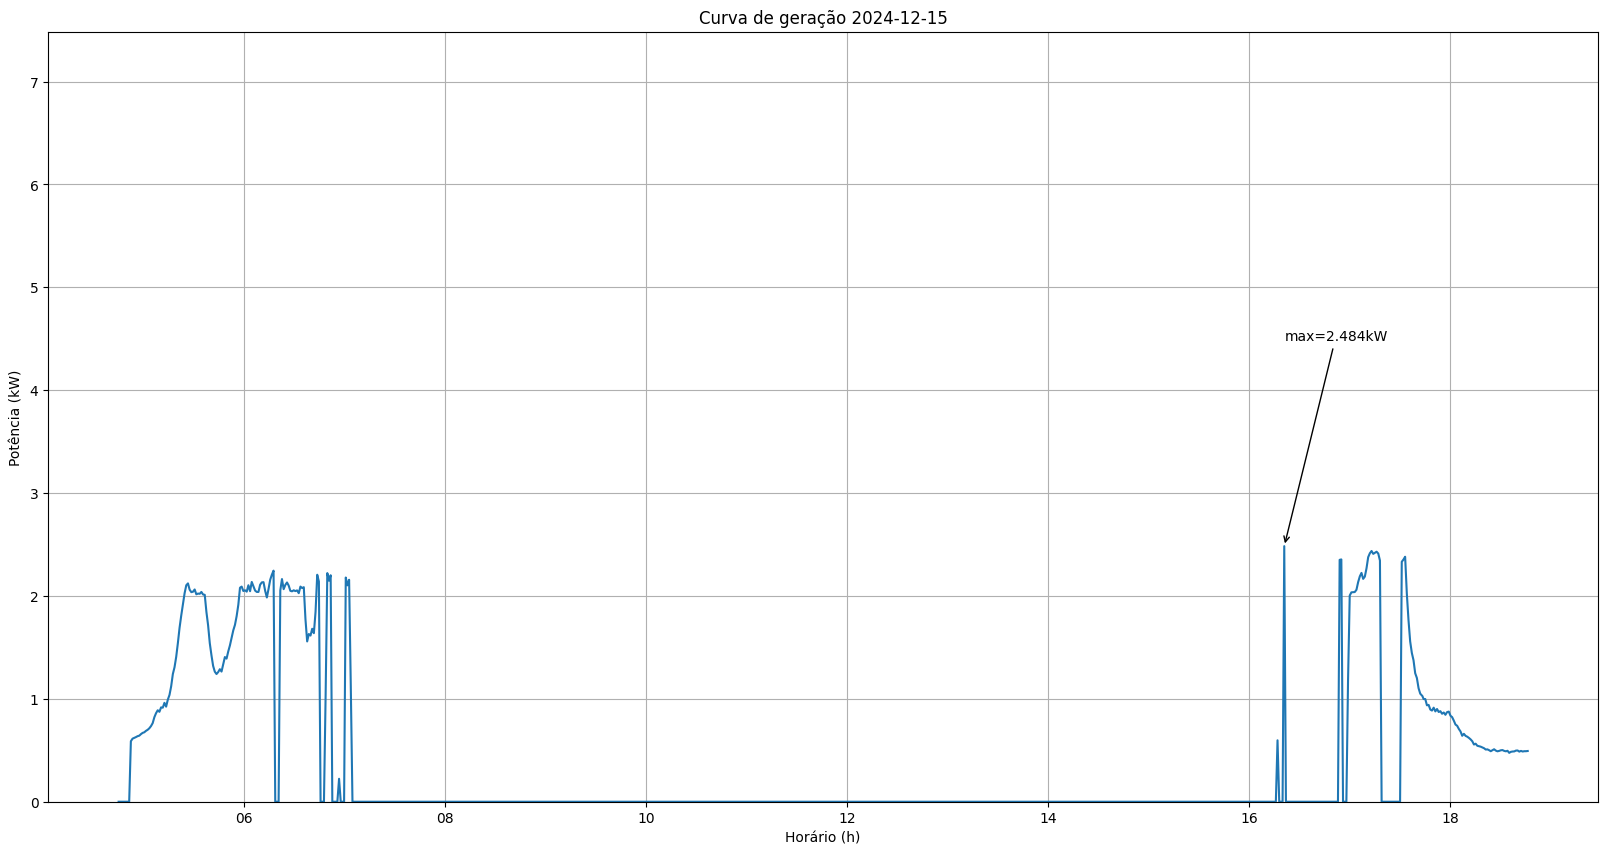 Curva de geração 2024-12-15
Potência (kW)
7
6
5
4
3
2
1
0
max=2.484kW
06 08 10 12 14 16 18
Horário (h)